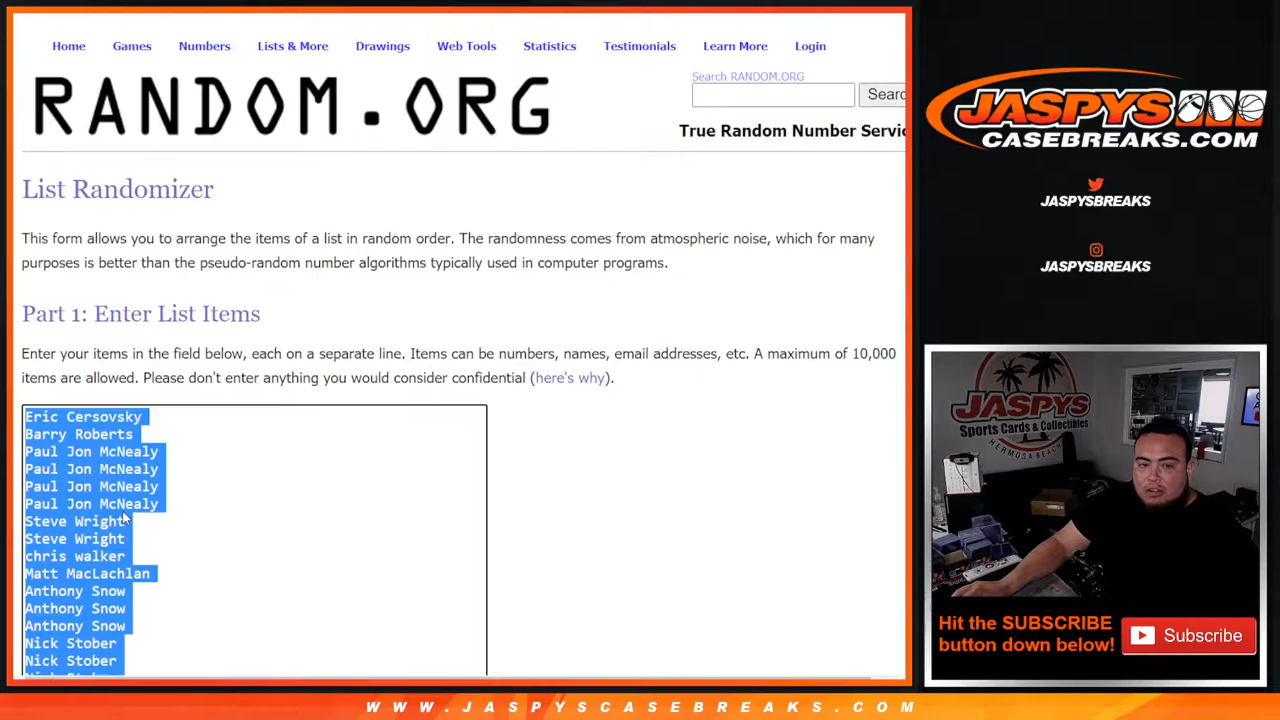 Home Games Numbers Lists & More Drawings Web Tools Statistics Testimonials Learn More Login
RANDOM.ORG
Search RANDOM.ORG
Searc
True Random Number Servic
List Randomizer
This form allows you to arrange the items of a list in random order. The randomness comes from atmospheric noise, which for many
purposes is better than the pseudo-random number algorithms typically used in computer programs.
Part 1: Enter List Items
Enter your items in the field below, each on a separate line. Items can be numbers, names, email addresses, etc. A maximum of 10,000
items are allowed. Please don't enter anything you would consider confidential (here's why).
Eric Cersovsky
Barry Roberts
Paul Jon McNealy
Paul Jon McNealy
Paul Jon McNealy
Paul Jon McNealy
Steve Wright
Steve Wright
chris walker
Matt MacLachlan
Anthony Snow
Anthony Snow
Anthony Snow
Nick Stober
Nick Stober
JASPYS
CASEBREAKS.COM
JASPYSBREAKS
JASPYSBREAKS
JASPYS
Sports Cards & Collectibles
HERMOSA BEACH
Hit the SUBSCRIBE
button down below!
Subscribe
WWW.JASPYSCASEBREAKS.COM